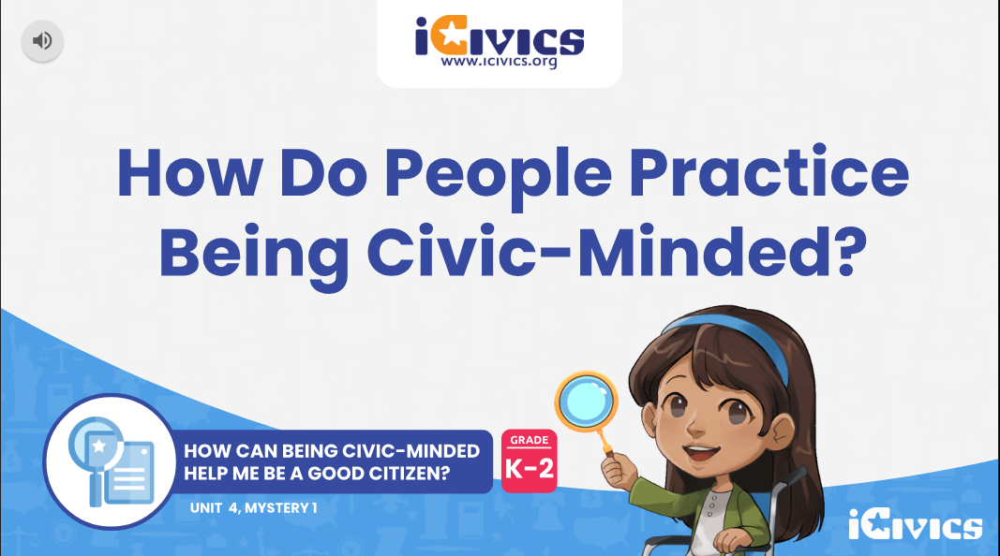 iCivics
www.icivics.org
How Do People Practice
Being Civic-Minded?
HOW CAN BEING CIVIC-MINDED
HELP ME BE A GOOD CITIZEN?
GRADE
K-2
UNIT 4, MYSTERY 1
iCivics